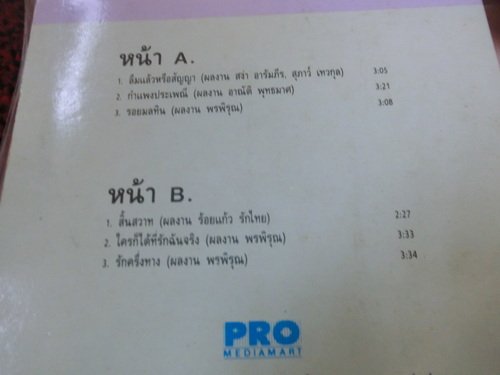 หน้า A.
1. ลืมแล้วหรือสัญญา (ผลงาน สง่า อารัมภีร, สุภาว์ เทวกุล) 3:05
2. กำแพงประเพณี (ผลงาน อาณัติ พุทธมาศ) 3:21
3. รอยมลทิน (ผลงาน พรพิรุณ) 3:08
หน้า B.
1. สิ้นสวาท (ผลงาน ร้อยแก้ว รักไทย) 2:27
2. ใครก็ได้ที่รักฉันจริง (ผลงาน พรพิรุณ) 3:33
3. รักครึ่งทาง (ผลงาน พรพิรุณ) 3:34
PRO
MEDIAMART